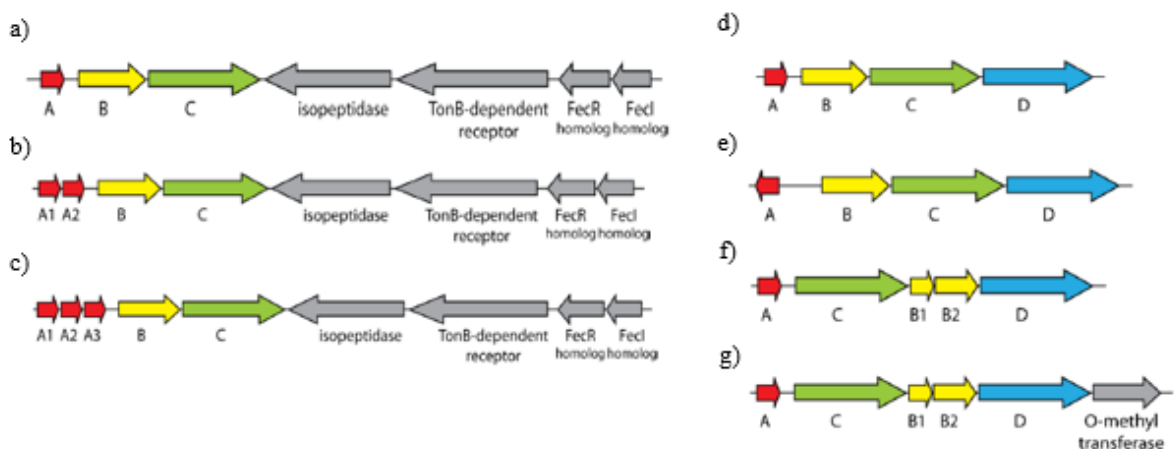 a)
A B C isopeptidase TonB-dependent receptor FecR homolog FecI homolog
b)
A1 A2 B C isopeptidase TonB-dependent receptor FecR homolog FecI homolog
c)
A1 A2 A3 B C isopeptidase TonB-dependent receptor FecR homolog FecI homolog
d)
A B C D
e)
A B C D
f)
A C B1 B2 D
g)
A C B1 B2 D O-methyl transferase